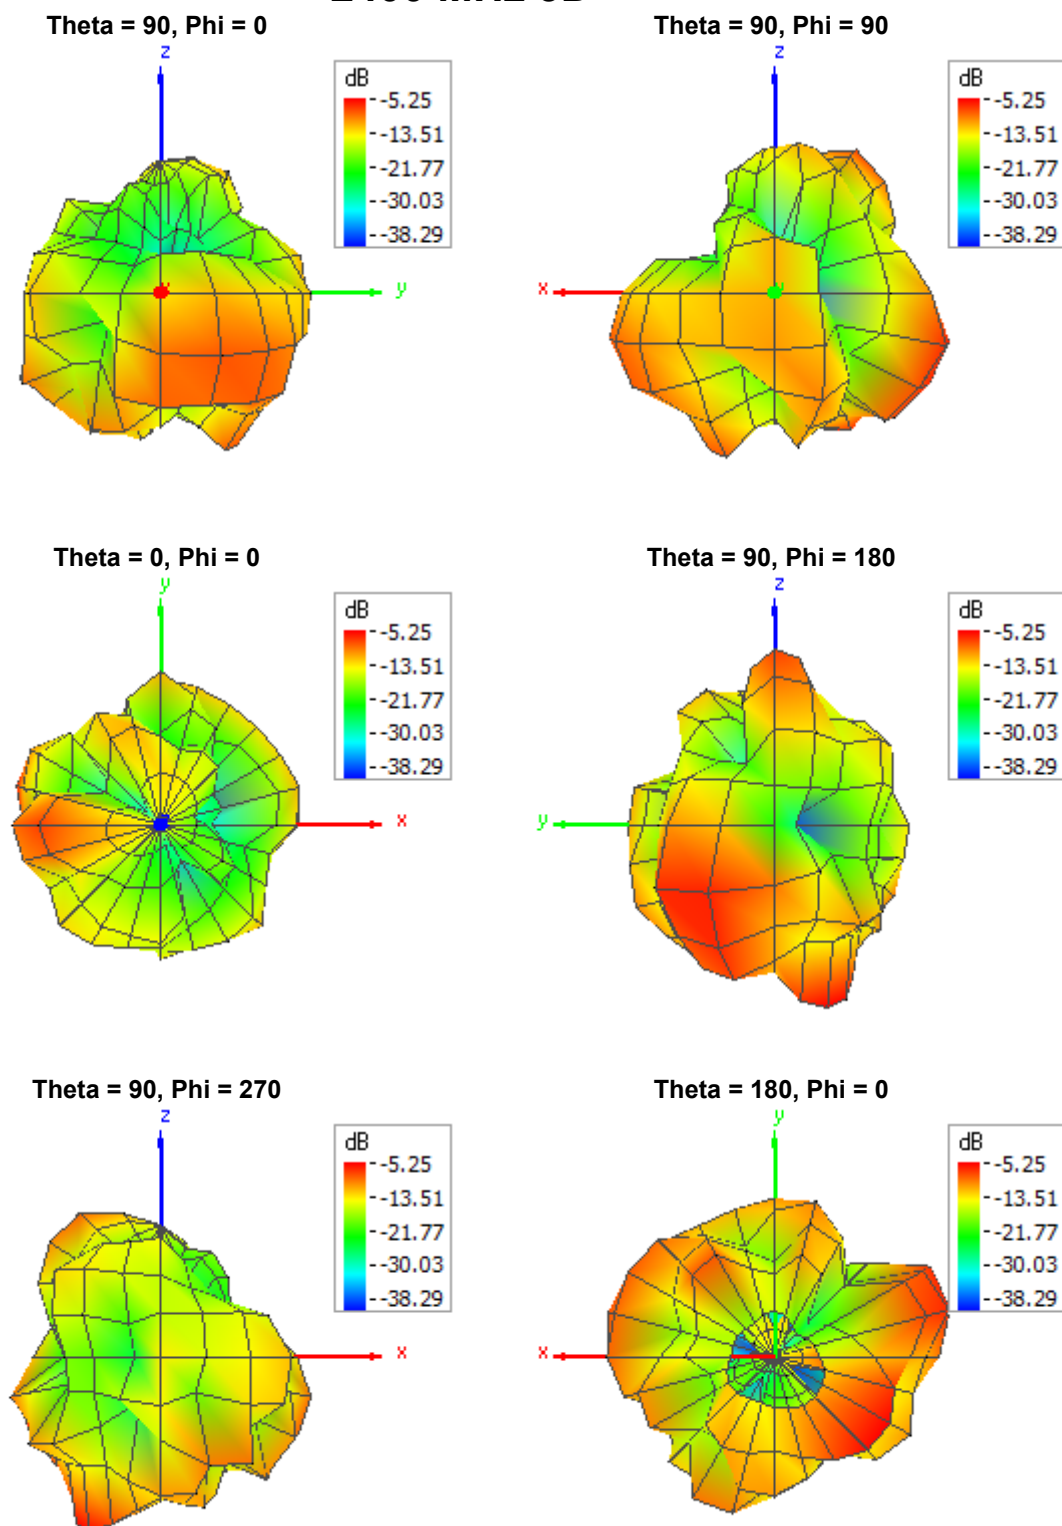 Theta = 90, Phi = 0
Theta = 90, Phi = 90
z
dB
-5.25
-13.51
-21.77
-30.03
-38.29
y
z
dB
-5.25
-13.51
-21.77
-30.03
-38.29
x
Theta = 0, Phi = 0
Theta = 90, Phi = 180
y
dB
-5.25
-13.51
-21.77
-30.03
-38.29
x
z
dB
-5.25
-13.51
-21.77
-30.03
-38.29
y
Theta = 90, Phi = 270
Theta = 180, Phi = 0
z
dB
-5.25
-13.51
-21.77
-30.03
-38.29
x
y
dB
-5.25
-13.51
-21.77
-30.03
-38.29
x